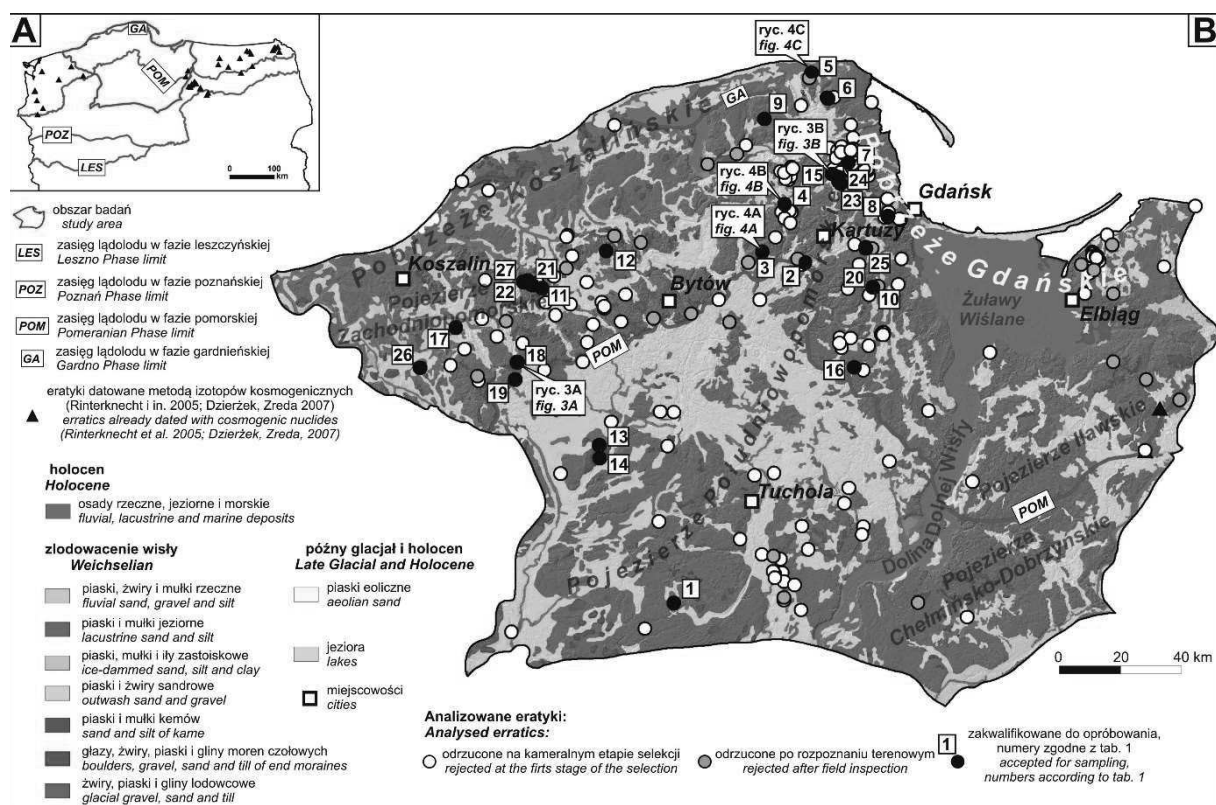 A
GA
POM
POZ
LES
0 100
km
obszar badań
study area
LES
zasięg lądolodu w fazie leszczyńskiej
Leszno Phase limit
POZ
zasięg lądolodu w fazie poznańskiej
Poznań Phase limit
POM
zasięg lądolodu w fazie pomorskiej
Pomeranian Phase limit
GA
zasięg lądolodu w fazie gardnieńskiej
Gardno Phase limit
eratyki datowane metodą izotopów kosmogenicznych
(Rinterknecht i in. 2005; Dzierżek, Zreda 2007)
erratics already dated with cosmogenic nuclides
(Rinterknecht et al. 2005; Dzierżek, Zreda, 2007)
holocen
Holocene
osady rzeczne, jeziorne i morskie
fluvial, lacustrine and marine deposits
zlodowacenie wisły
Weichselian
piaski, żwiry i mułki rzeczne
fluvial sand, gravel and silt
piaski i mułki jeziorne
lacustrine sand and silt
piaski, mułki i iły zastoiskowe
ice-dammed sand, silt and clay
piaski i żwiry sandrowe
outwash sand and gravel
piaski i mułki kemów
sand and silt of kame
głazy, żwiry, piaski i gliny moren czołowych
boulders, gravel, sand and till of end moraines
żwiry, piaski i gliny lodowcowe
glacial gravel, sand and till
późny glacjał i holocen
Late Glacial and Holocene
piaski eoliczne
aeolian sand
jeziora
lakes
miejscowości
cities
B
ryc. 4C
fig. 4C
5
6
GA
9
ryc. 3B
fig. 3B
7
15
24
23
8
ryc. 4B
fig. 4B
4
Gdańsk
ryc. 4A
fig. 4A
Kartuzy
3
2
20
25
10
Pobrzeże Koszalińskie
Pobrzeże Gdańskie
Koszalin
27
21
22
11
12
Bytów
Pojezierze
Zachodniopomorskie
Żuławy
Wiślane
Elbląg
17
POM
26
18
19
ryc. 3A
fig. 3A
16
13
14
Tuchola
Pojezierze Południowopomorskie
Dolina Dolnej Wisły
Pojezierze Iławskie
POM
Pojezierze
Chełmińsko-Dobrzyńskie
1
0 20 40 km
Analizowane eratyki:
Analysed erratics:
odrzucone na kameralnym etapie selekcji
rejected at the firts stage of the selection
odrzucone po rozpoznaniu terenowym
rejected after field inspection
1
zakwalifikowane do opróbowania,
numery zgodne z tab. 1
accepted for sampling,
numbers according to tab. 1